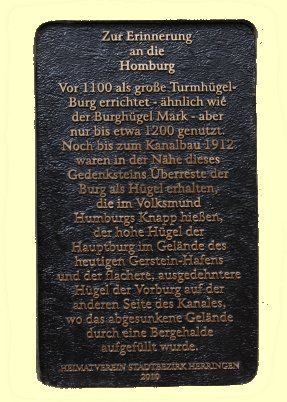 Zur Erinnerung
an die
Homburg
Vor 1100 als große Turmhügel-
Burg errichtet - ähnlich wie
der Burghügel Mark - aber
nur bis etwa 1200 genutzt.
Noch bis zum Kanalbau 1912
waren in der Nähe dieses
Gedenksteins Überreste der
Burg als Hügel erhalten,
die im Volksmund
Humburgs Knapp hießen,
der hohe Hügel der
Hauptburg im Gelände des
heutigen Gerstein-Hafens
und der flachere, ausgedehntere
Hügel der Vorburg auf der
anderen Seite des Kanales,
wo das abgesunkene Gelände
durch eine Bergehalde
aufgefüllt wurde.
HEIMATVEREIN STADTBEZIRK HERRINGEN
2010